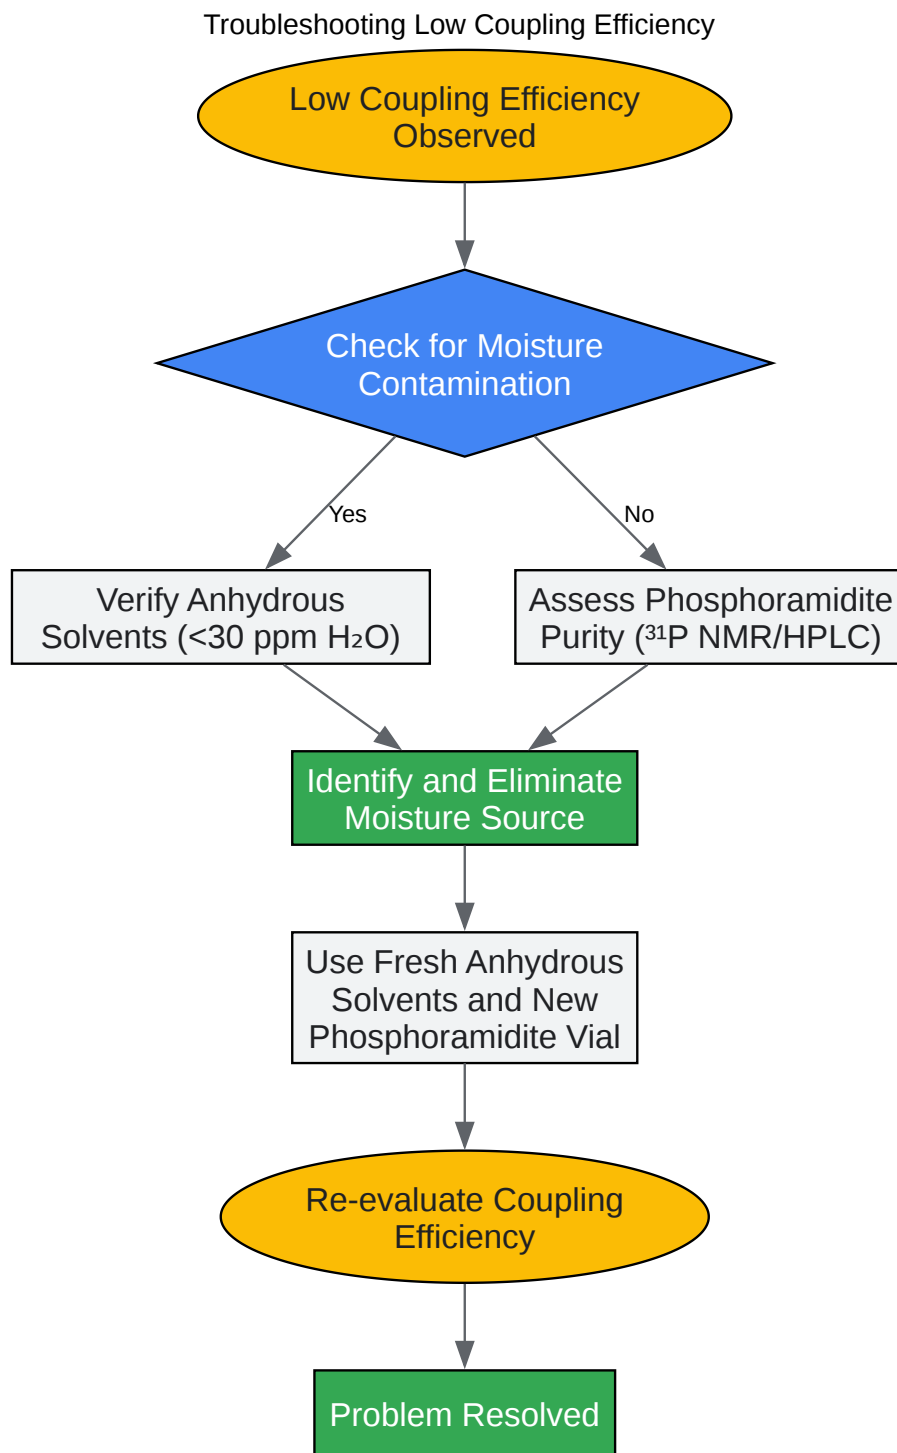 Troubleshooting Low Coupling Efficiency
Low Coupling Efficiency
Observed
Check for Moisture
Contamination
Yes
No
Verify Anhydrous
Solvents (<30 ppm H₂O)
Assess Phosphoramidite
Purity (³¹P NMR/HPLC)
Identify and Eliminate
Moisture Source
Use Fresh Anhydrous
Solvents and New
Phosphoramidite Vial
Re-evaluate Coupling
Efficiency
Problem Resolved